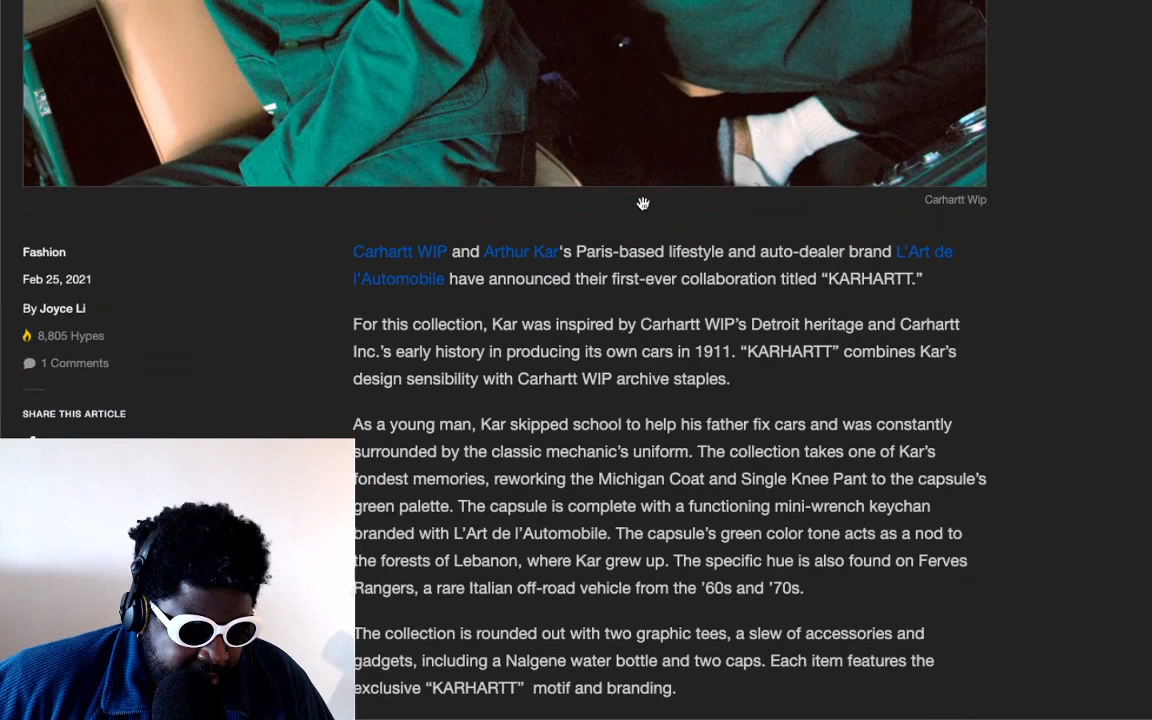 Carhartt Wip
Fashion
Feb 25, 2021
By Joyce Li
8,805 Hypes
1 Comments
SHARE THIS ARTICLE
Carhartt WIP and Arthur Kar‘s Paris-based lifestyle and auto-dealer brand L’Art de
l’Automobile have announced their first-ever collaboration titled “KARHARTT.”
For this collection, Kar was inspired by Carhartt WIP’s Detroit heritage and Carhartt
Inc.’s early history in producing its own cars in 1911. “KARHARTT” combines Kar’s
design sensibility with Carhartt WIP archive staples.
As a young man, Kar skipped school to help his father fix cars and was constantly
surrounded by the classic mechanic’s uniform. The collection takes one of Kar’s
fondest memories, reworking the Michigan Coat and Single Knee Pant to the capsule’s
green palette. The capsule is complete with a functioning mini-wrench keychan
branded with L’Art de l’Automobile. The capsule’s green color tone acts as a nod to
the forests of Lebanon, where Kar grew up. The specific hue is also found on Ferves
Rangers, a rare Italian off-road vehicle from the ’60s and ’70s.
The collection is rounded out with two graphic tees, a slew of accessories and
gadgets, including a Nalgene water bottle and two caps. Each item features the
exclusive “KARHARTT” motif and branding.